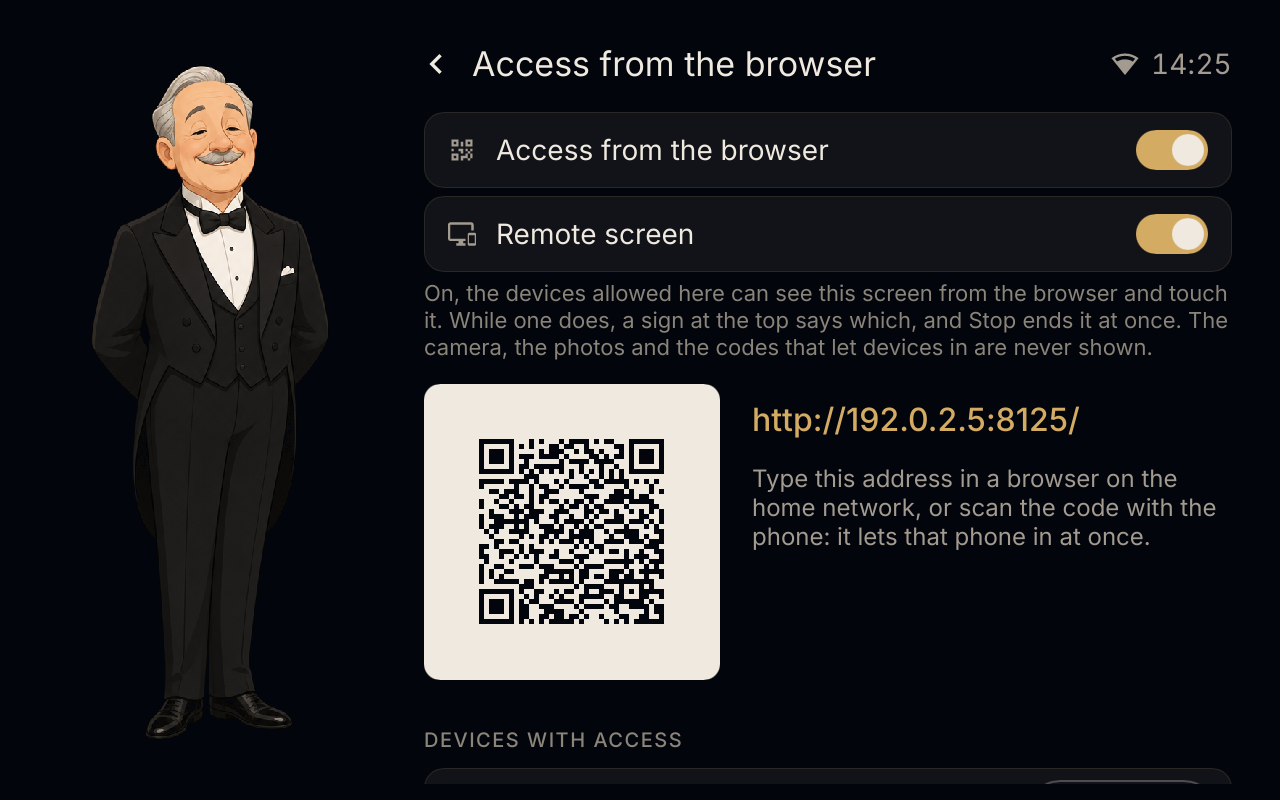 Access from the browser
14:25
Access from the browser
Remote screen
On, the devices allowed here can see this screen from the browser and touch
it. While one does, a sign at the top says which, and Stop ends it at once. The
camera, the photos and the codes that let devices in are never shown.
http://192.0.2.5:8125/
Type this address in a browser on the
home network, or scan the code with the
phone: it lets that phone in at once.
DEVICES WITH ACCESS